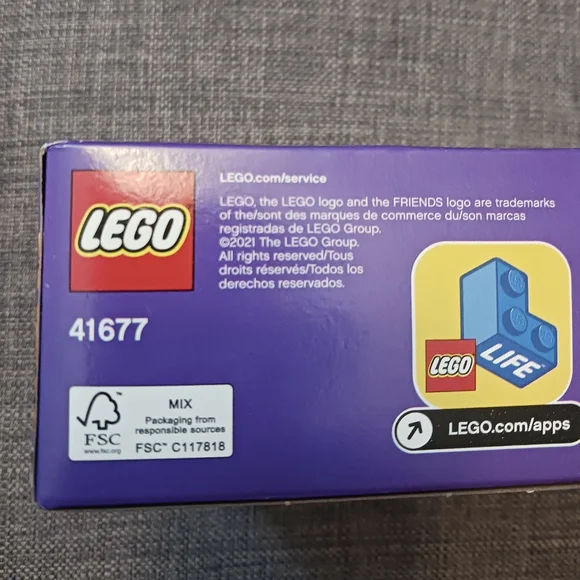 LEGO
LEGO.com/service
LEGO, the LEGO logo and the FRIENDS logo are trademarks
of the/sont des marques de commerce du/son marcas
registradas de LEGO Group.
©2021 The LEGO Group.
All rights reserved/Tous
droits réservés/Todos los
derechos reservados.
41677
FSC
www.fsc.org
MIX
Packaging from
responsible sources
FSC™ C117818
LEGO
LIFE™
LEGO.com/apps